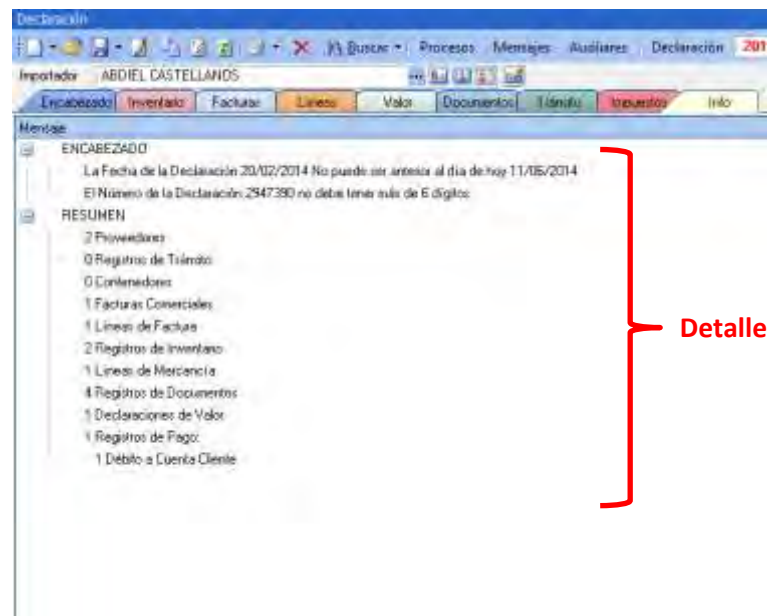 Declaración
Buscar Procesos Mensajes Auxiliares Declaración 201
Importador ABDIEL CASTELLANOS
Encabezado Inventario Facturas Líneas Valor Documentos Tránsito Impuestos Info
Mensaje
ENCABEZADO
La Fecha de la Declaración 20/02/2014 No puede ser anterior al día de hoy 11/06/2014
El Número de la Declaración 2947390 no debe tener más de 6 dígitos
RESUMEN
2 Proveedores
0 Registros de Tránsito
0 Contenedores
1 Facturas Comerciales
1 Líneas de Factura
2 Registros de Inventario
1 Líneas de Mercancía
4 Registros de Documentos
1 Declaraciones de Valor
1 Registros de Pago:
1 Débito a Cuenta Cliente
Detalle